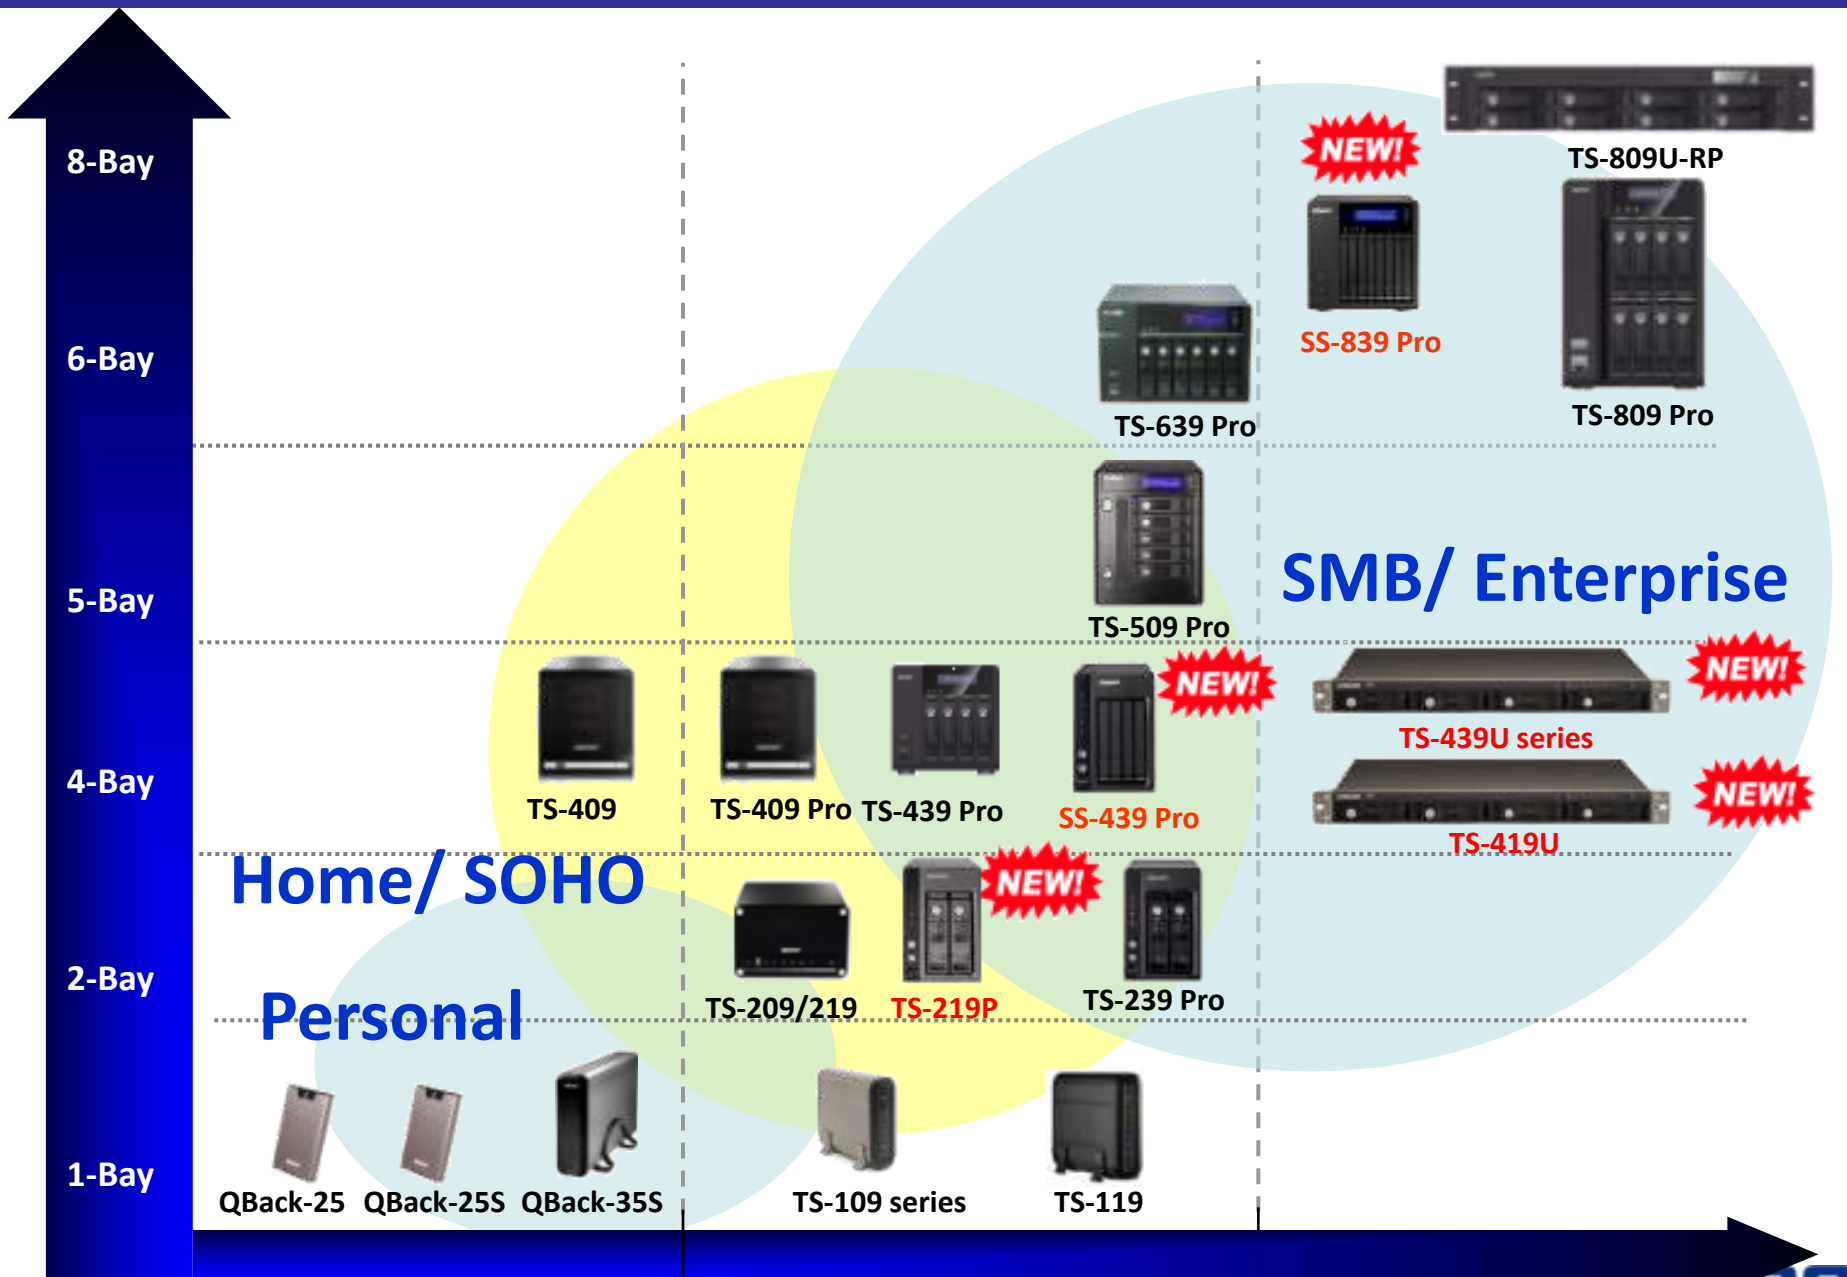 8-Bay
NEW!
TS-809U-RP
SS-839 Pro
6-Bay
TS-639 Pro
TS-809 Pro
5-Bay
TS-509 Pro
SMB/ Enterprise
NEW!
NEW!
TS-439U series
4-Bay
TS-409
TS-409 Pro
TS-439 Pro
SS-439 Pro
NEW!
TS-419U
Home/ SOHO
NEW!
2-Bay
TS-209/219
TS-219P
TS-239 Pro
Personal
1-Bay
QBack-25
QBack-25S
QBack-35S
TS-109 series
TS-119